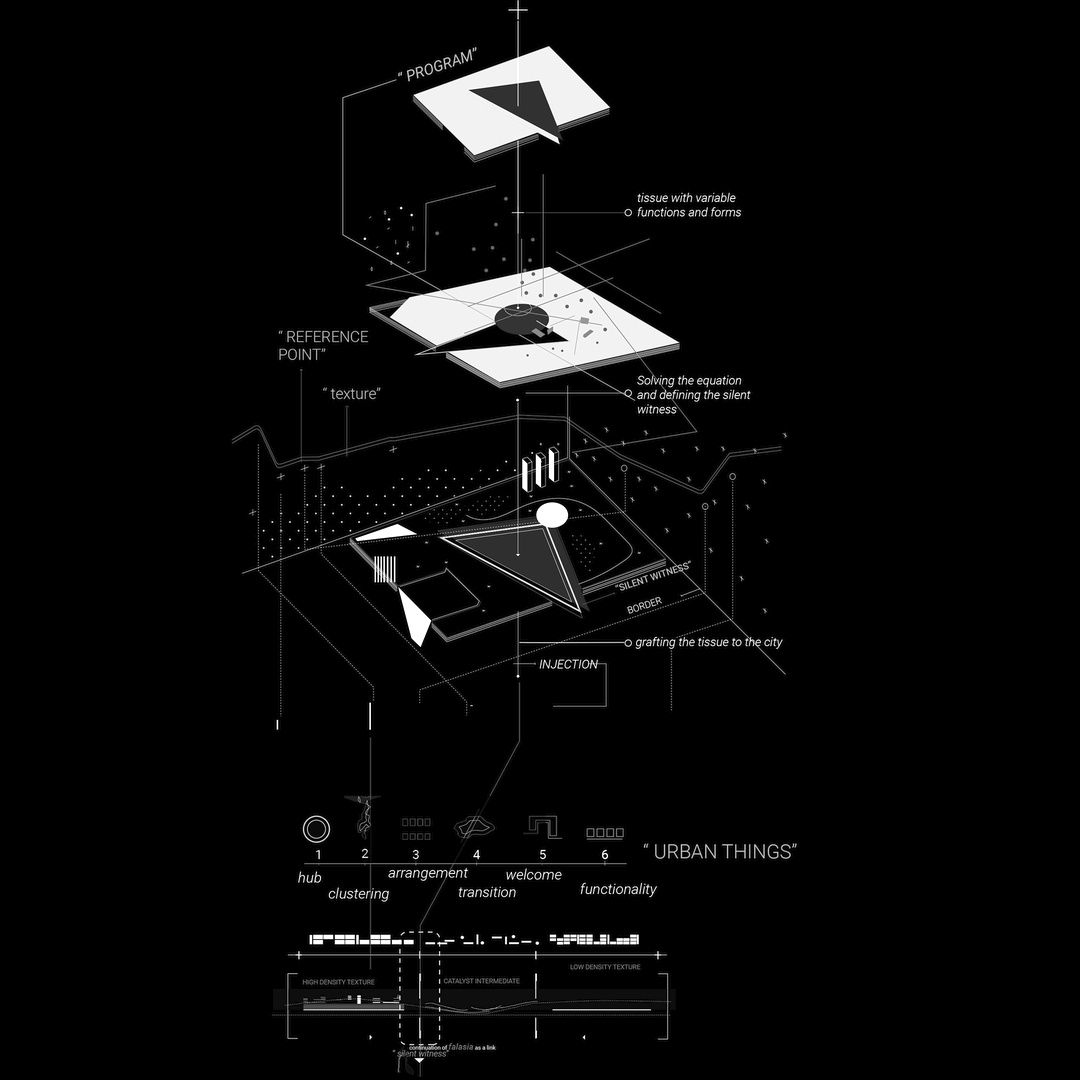 “ PROGRAM”
tissue with variable
functions and forms
“ REFERENCE
POINT”
“ texture”
Solving the equation
and defining the silent
witness
“SILENT WITNESS”
BORDER
grafting the tissue to the city
INJECTION
1 2 3 4 5 6
hub
clustering
arrangement
transition
welcome
functionality
“ URBAN THINGS”
HIGH DENSITY TEXTURE
CATALYST INTERMEDIATE
LOW DENSITY TEXTURE
continuation of falasia as a link
“ silent witness”